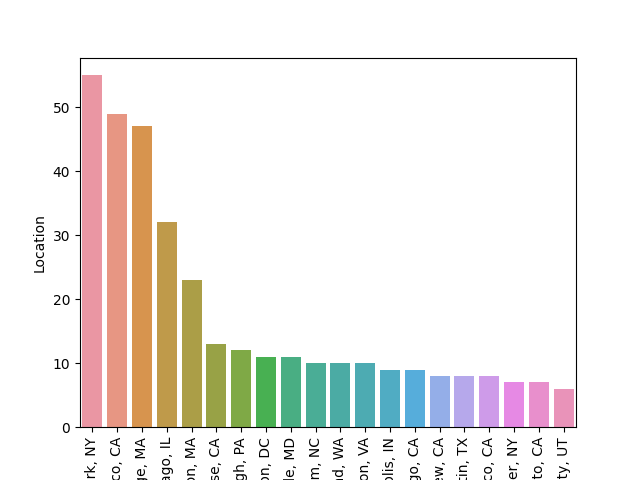 50
40
30
20
10
0
Location
rk, NY
co, CA
ge, MA
ago, IL
on, MA
se, CA
gh, PA
on, DC
le, MD
m, NC
d, WA
on, VA
olis, IN
go, CA
ew, CA
tin, TX
co, CA
er, NY
to, CA
ty, UT